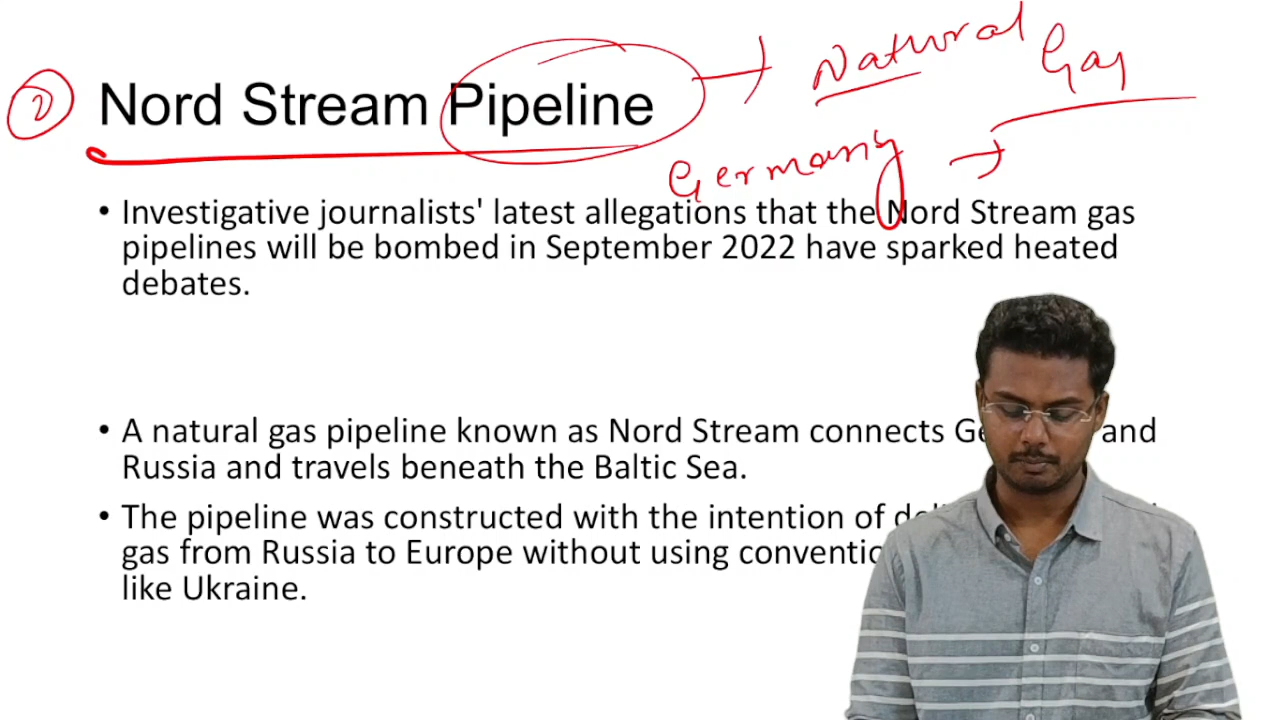 Natural Gas
2) Nord Stream Pipeline
Germany →
• Investigative journalists' latest allegations that the Nord Stream gas
pipelines will be bombed in September 2022 have sparked heated
debates.
• A natural gas pipeline known as Nord Stream connects and
Russia and travels beneath the Baltic Sea.
• The pipeline was constructed with the intention of
gas from Russia to Europe without using
like Ukraine.